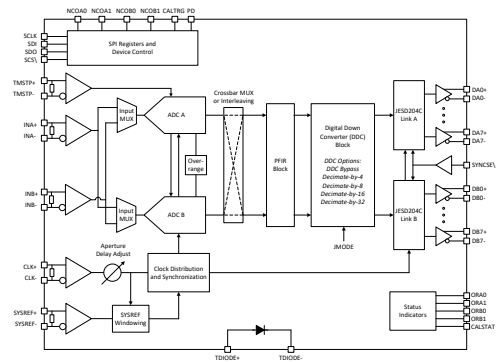 NCOA0 NCOA1 NCOB0 NCOB1 CALTRG PD
SCLK
SDI
SDO
SCS\
SPI Registers and
Device Control
TMSTP+
TMSTP-
INA+
INA-
Input
MUX
ADC A
Crossbar MUX
or Interleaving
Over-
range
INB+
INB-
Input
MUX
ADC B
PFIR
Block
Digital Down
Converter (DDC)
Block
DDC Options:
DDC Bypass
Decimate-by-4
Decimate-by-8
Decimate-by-16
Decimate-by-32
JMODE
JESD204C
Link A
JESD204C
Link B
DA0+
DA0-
DA7+
DA7-
SYNCSE\
DB0+
DB0-
DB7+
DB7-
Aperture
Delay Adjust
CLK+
CLK-
Clock Distribution
and Synchronization
SYSREF+
SYSREF-
SYSREF
Windowing
Status
Indicators
ORA0
ORA1
ORB0
ORB1
CALSTAT
TDIODE+ TDIODE-